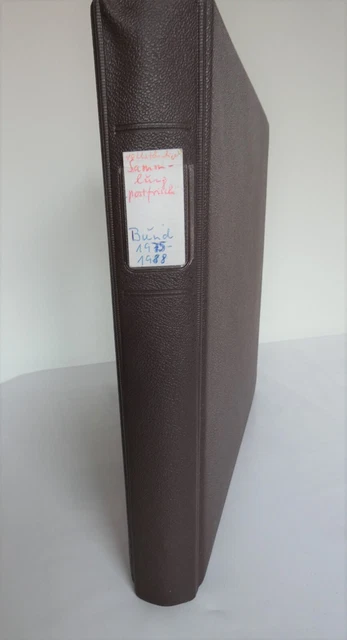 Samm-
lung
postfrisch
Bund
1975-
1988